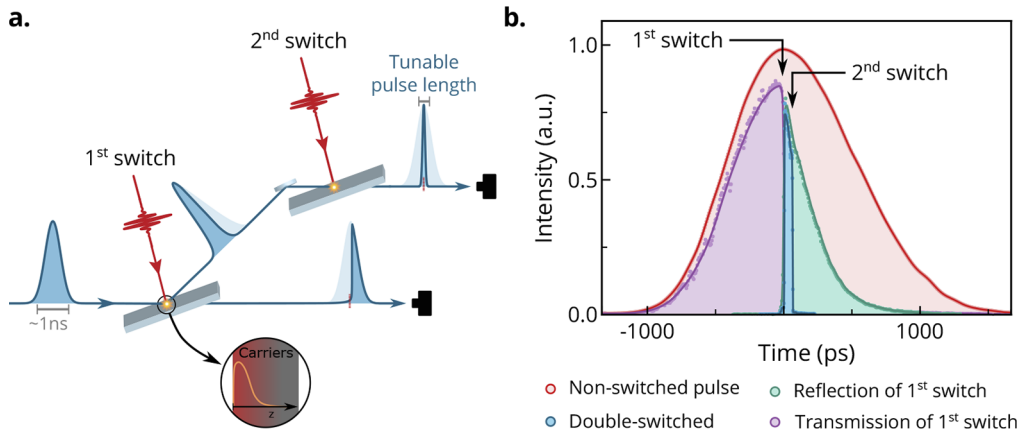 a.
2nd switch
Tunable
pulse length
1st switch
~1ns
Carriers
z
b.
1st switch
2nd switch
Intensity (a.u.)
1.0
0.5
0.0
-1000
1000
Time (ps)
Non-switched pulse
Reflection of 1st switch
Double-switched
Transmission of 1st switch